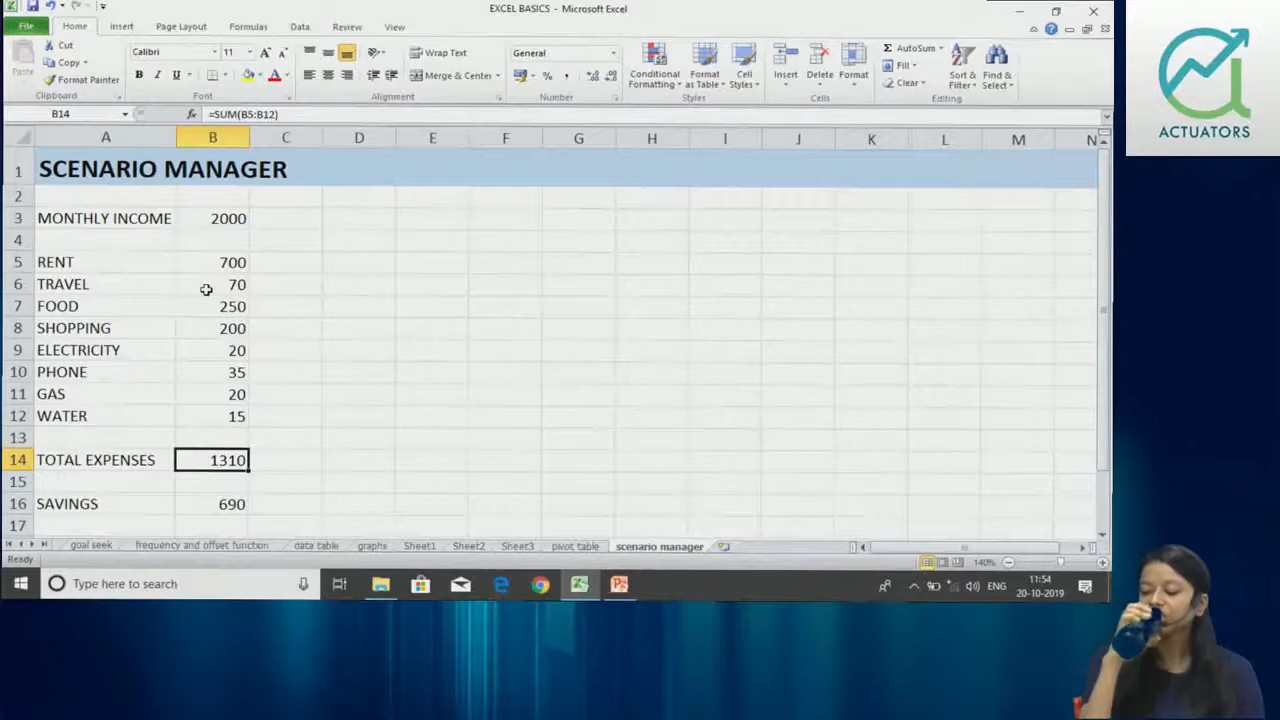 EXCEL BASICS - Microsoft Excel
File Home Insert Page Layout Formulas Data Review View
Paste Cut Copy Format Painter Clipboard
Calibri 11 B I U A Font
Wrap Text Merge & Center Alignment
General % , Number
Conditional Formatting Format as Table Cell Styles Styles
Insert Delete Format Cells
Σ AutoSum Fill Clear Sort & Filter Find & Select Editing
ACTUATORS
B14 fx =SUM(B5:B12)
A B C D E F G H I J K L M N
1 SCENARIO MANAGER
2
3 MONTHLY INCOME 2000
4
5 RENT 700
6 TRAVEL 70
7 FOOD 250
8 SHOPPING 200
9 ELECTRICITY 20
10 PHONE 35
11 GAS 20
12 WATER 15
13
14 TOTAL EXPENSES 1310
15
16 SAVINGS 690
17
goal seek frequency and offset function data table graphs Sheet1 Sheet2 Sheet3 pivot table scenario manager
Ready 140%
Type here to search ENG 11:54
20-10-2019